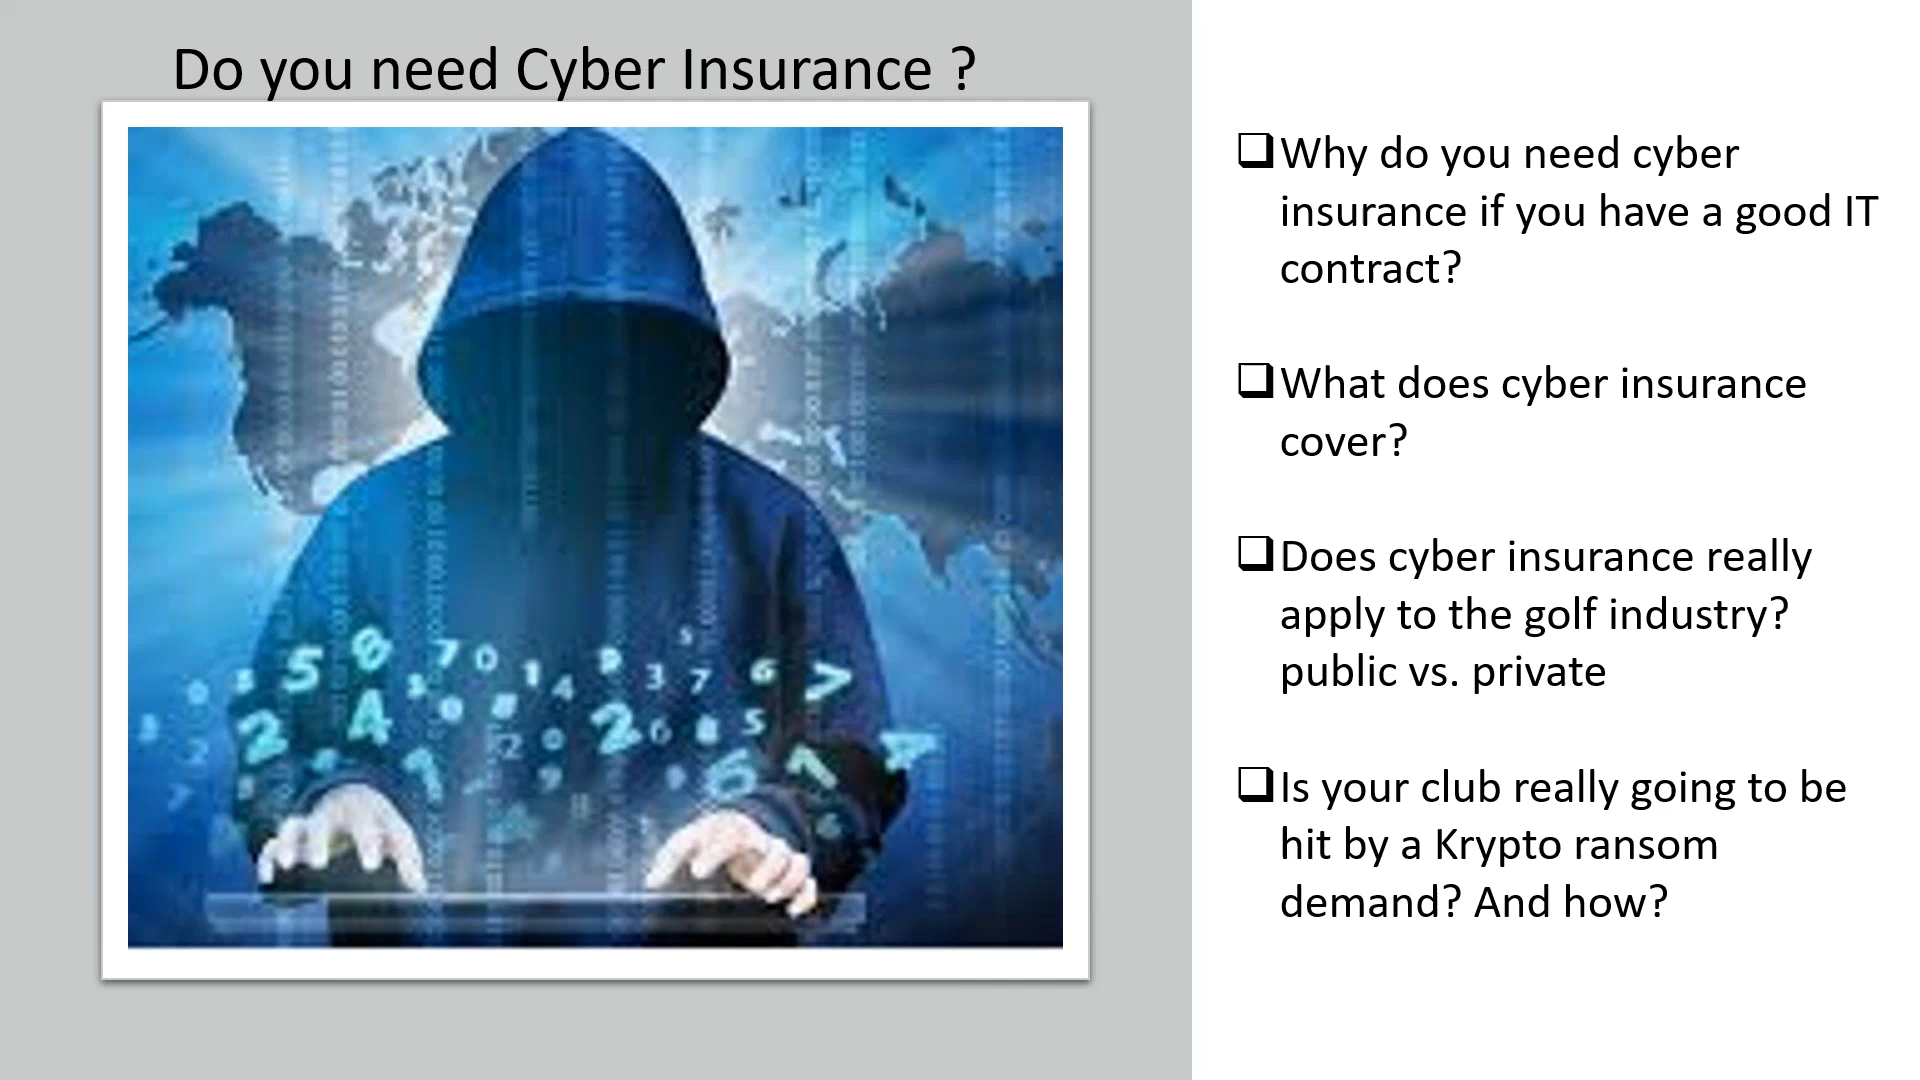 Do you need Cyber Insurance ?
❑Why do you need cyber
insurance if you have a good IT
contract?
❑What does cyber insurance
cover?
❑Does cyber insurance really
apply to the golf industry?
public vs. private
❑Is your club really going to be
hit by a Krypto ransom
demand? And how?